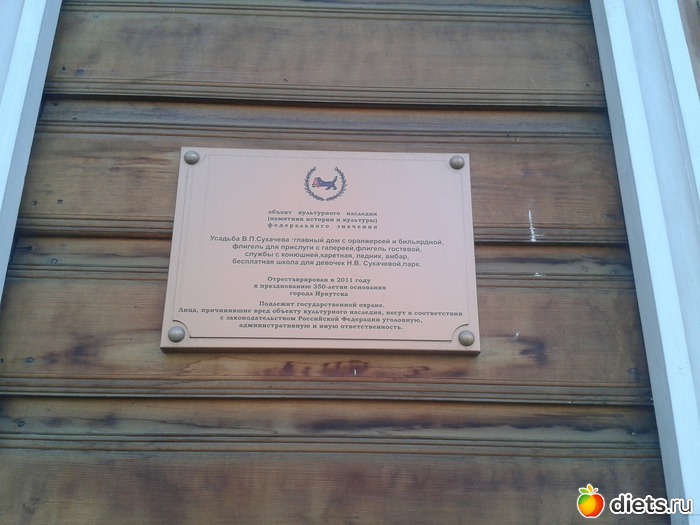 объект культурного наследия
(памятник истории и культуры)
федерального значения
Усадьба В.П.Сукачева :главный дом с оранжереей и бильярдной,
флигель для прислуги с галереей,флигель гостевой,
службы с конюшней,каретная, ледник, амбар,
бесплатная школа для девочек Н.В. Сукачевой,парк.
Отреставрирован в 2011 году
к празднованию 350-летия основания
города Иркутска
Подлежит государственной охране.
Лица, причинившие вред объекту культурного наследия, несут в соответствии
с законодательством Российской Федерации уголовную,
административную и иную ответственность.
diets.ru